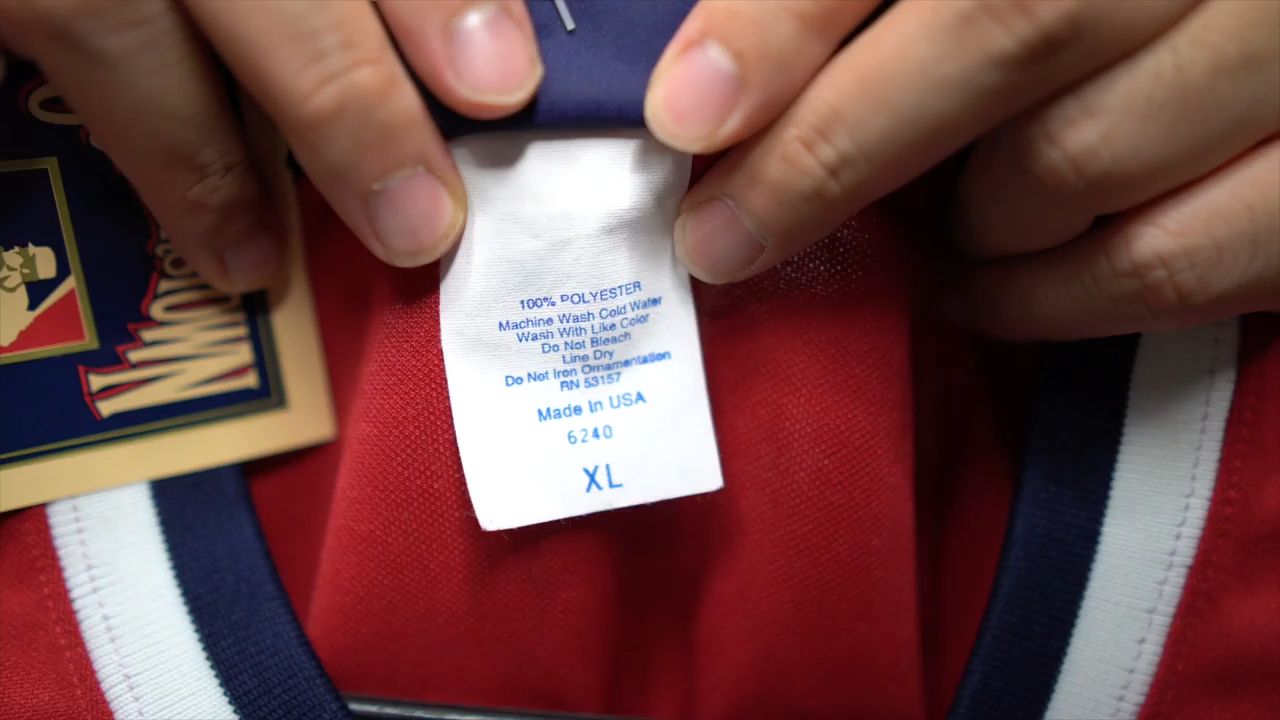 100% POLYESTER
Machine Wash Cold Water
Wash With Like Color
Do Not Bleach
Line Dry
Do Not Iron Ornamentation
RN 53157
Made In USA
6240
XL